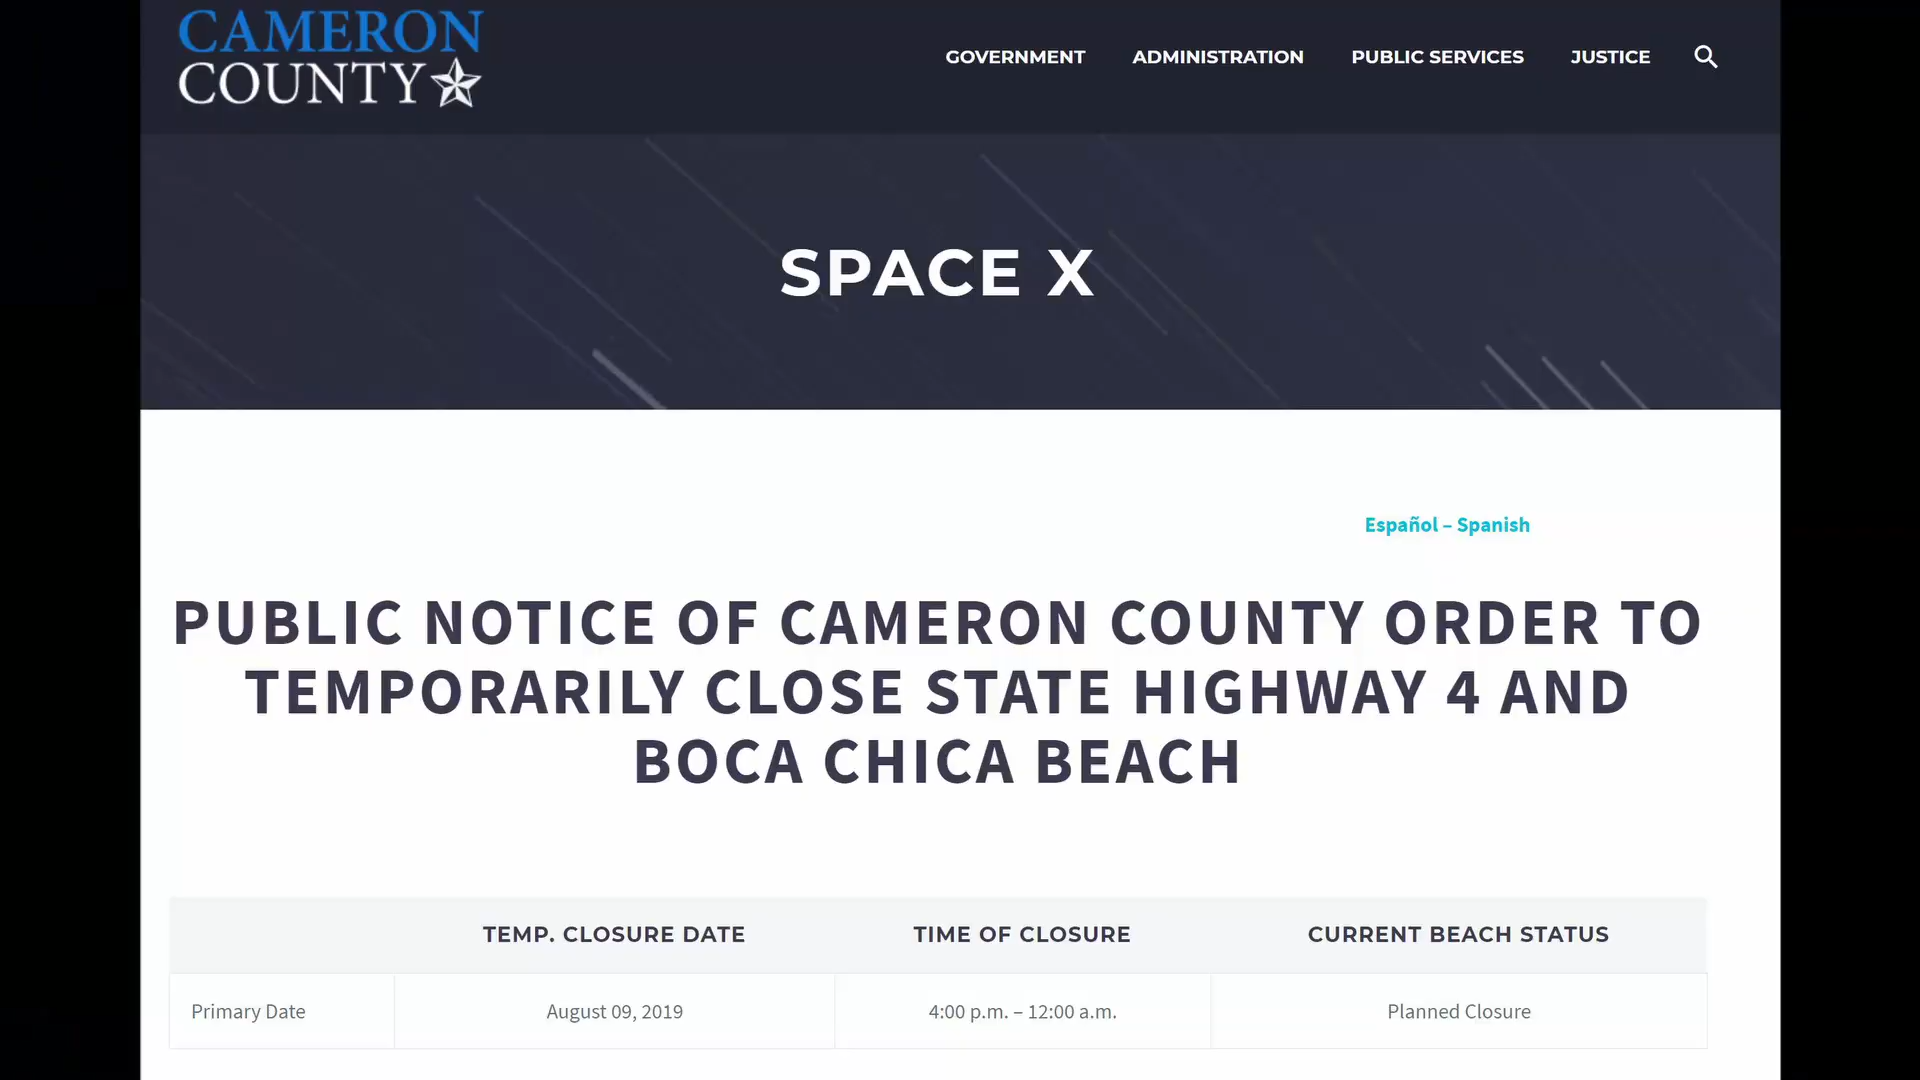 CAMERON
COUNTY
GOVERNMENT ADMINISTRATION PUBLIC SERVICES JUSTICE
SPACE X
Español – Spanish
PUBLIC NOTICE OF CAMERON COUNTY ORDER TO
TEMPORARILY CLOSE STATE HIGHWAY 4 AND
BOCA CHICA BEACH
TEMP. CLOSURE DATE TIME OF CLOSURE CURRENT BEACH STATUS
Primary Date August 09, 2019 4:00 p.m. – 12:00 a.m. Planned Closure